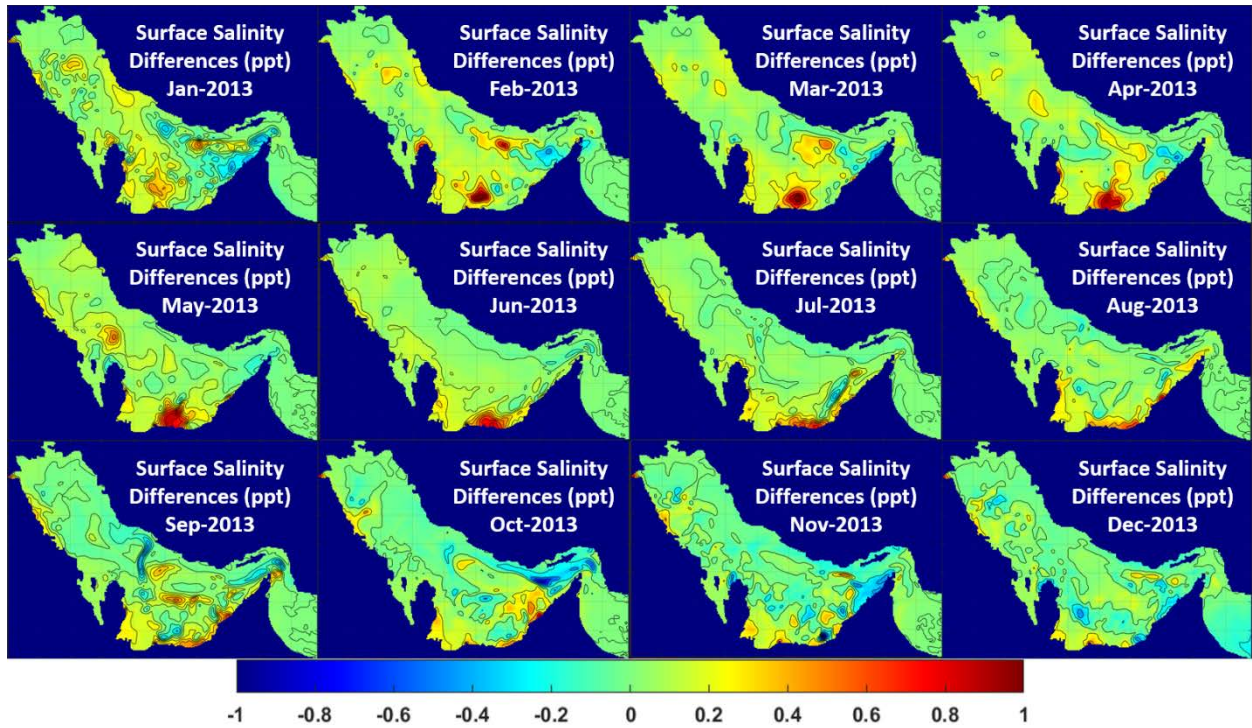 Surface Salinity
Differences (ppt)
Jan-2013
Surface Salinity
Differences (ppt)
Feb-2013
Surface Salinity
Differences (ppt)
Mar-2013
Surface Salinity
Differences (ppt)
Apr-2013
Surface Salinity
Differences (ppt)
May-2013
Surface Salinity
Differences (ppt)
Jun-2013
Surface Salinity
Differences (ppt)
Jul-2013
Surface Salinity
Differences (ppt)
Aug-2013
Surface Salinity
Differences (ppt)
Sep-2013
Surface Salinity
Differences (ppt)
Oct-2013
Surface Salinity
Differences (ppt)
Nov-2013
Surface Salinity
Differences (ppt)
Dec-2013
-1 -0.8 -0.6 -0.4 -0.2 0 0.2 0.4 0.6 0.8 1